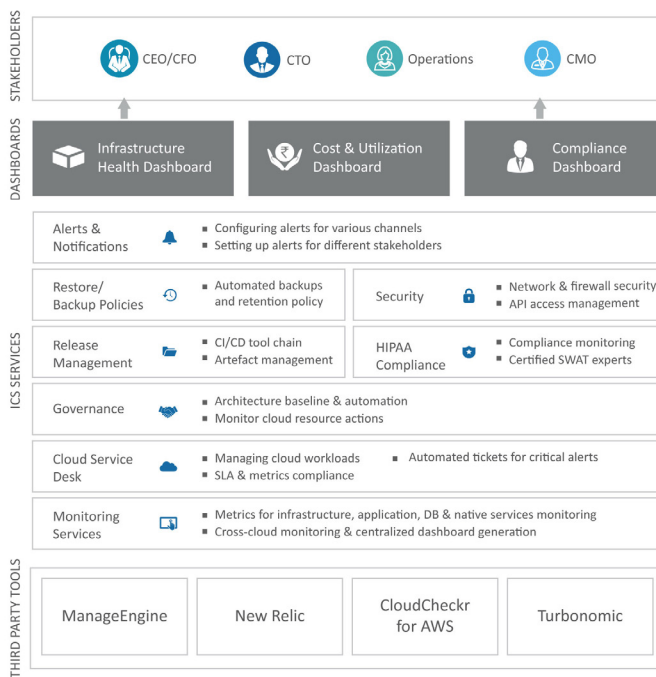 STAKEHOLDERS
CEO/CFO
CTO
Operations
CMO
DASHBOARDS
Infrastructure
Health Dashboard
₹
Cost & Utilization
Dashboard
Compliance
Dashboard
ICS SERVICES
Alerts &
Notifications
▪ Configuring alerts for various channels
▪ Setting up alerts for different stakeholders
Restore/
Backup Policies
▪ Automated backups
and retention policy
Security
▪ Network & firewall security
▪ API access management
Release
Management
▪ CI/CD tool chain
▪ Artefact management
HIPAA
Compliance
▪ Compliance monitoring
▪ Certified SWAT experts
Governance
▪ Architecture baseline & automation
▪ Monitor cloud resource actions
Cloud Service
Desk
▪ Managing cloud workloads
▪ SLA & metrics compliance
▪ Automated tickets for critical alerts
Monitoring
Services
▪ Metrics for infrastructure, application, DB & native services monitoring
▪ Cross-cloud monitoring & centralized dashboard generation
THIRD PARTY TOOLS
ManageEngine
New Relic
CloudCheckr
for AWS
Turbonomic